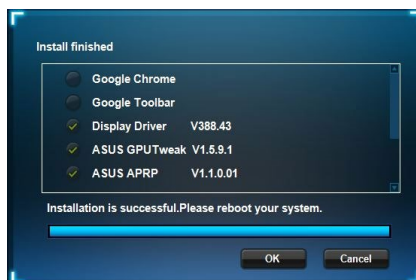 Install finished
Google Chrome
Google Toolbar
Display Driver V388.43
ASUS GPUTweak V1.5.9.1
ASUS APRP V1.1.0.01
Installation is successful.Please reboot your system.
OK Cancel